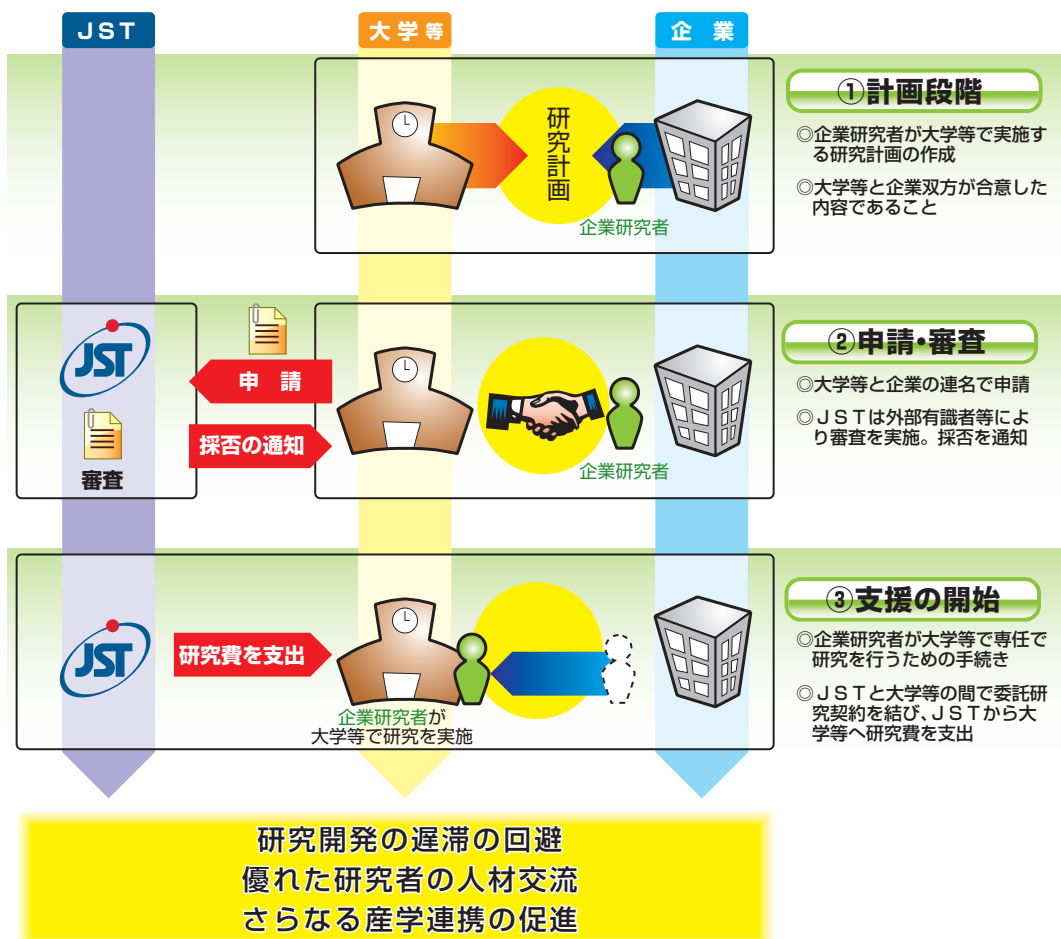 JST
大学等
企 業
研究計画
企業研究者
①計画段階
◎企業研究者が大学等で実施す
る研究計画の作成
◎大学等と企業双方が合意した
内容であること
JST
審査
申 請
採否の通知
企業研究者
②申請・審査
◎大学等と企業の連名で申請
◎ＪＳＴは外部有識者等によ
り審査を実施。採否を通知
JST
研究費を支出
企業研究者が
大学等で研究を実施
③支援の開始
◎企業研究者が大学等で専任で
研究を行うための手続き
◎ＪＳＴと大学等の間で委託研
究契約を結び、ＪＳＴから大
学等へ研究費を支出
研究開発の遅滞の回避
優れた研究者の人材交流
さらなる産学連携の促進